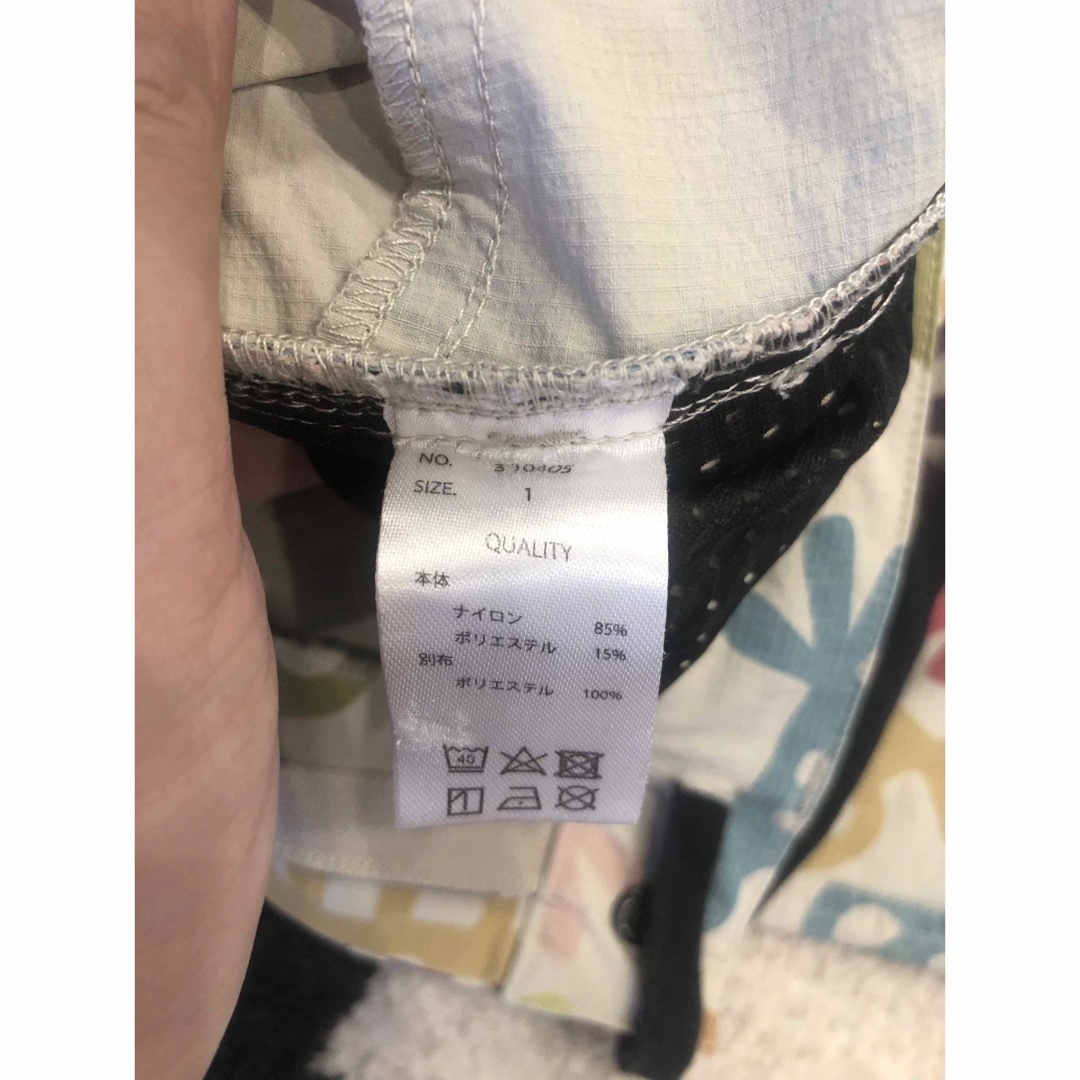 NO. 310405
SIZE. 1
QUALITY
本体
ナイロン 85%
ポリエステル 15%
別布
ポリエステル 100%
40